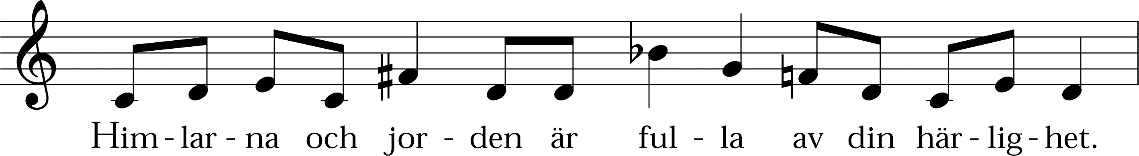 Him-lar-na och jor-den är ful-la av din här-lig-het.